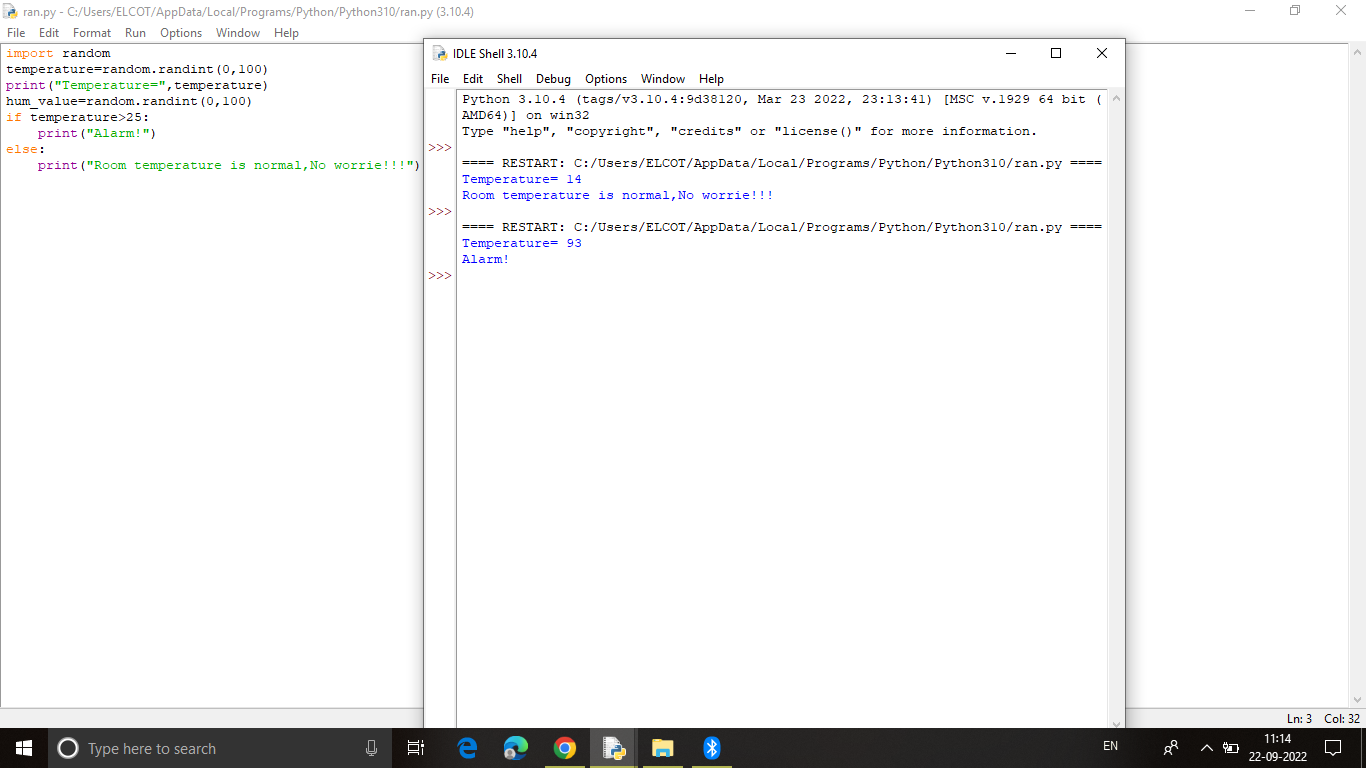 ran.py - C:/Users/ELCOT/AppData/Local/Programs/Python/Python310/ran.py (3.10.4)
File Edit Format Run Options Window Help
import random
temperature=random.randint(0,100)
print("Temperature=",temperature)
hum_value=random.randint(0,100)
if temperature>25:
    print("Alarm!")
else:
    print("Room temperature is normal,No worrie!!!")
IDLE Shell 3.10.4
File Edit Shell Debug Options Window Help
Python 3.10.4 (tags/v3.10.4:9d38120, Mar 23 2022, 23:13:41) [MSC v.1929 64 bit (
AMD64)] on win32
Type "help", "copyright", "credits" or "license()" for more information.
>>>
==== RESTART: C:/Users/ELCOT/AppData/Local/Programs/Python/Python310/ran.py ====
Temperature= 14
Room temperature is normal,No worrie!!!
>>>
==== RESTART: C:/Users/ELCOT/AppData/Local/Programs/Python/Python310/ran.py ====
Temperature= 93
Alarm!
>>>
Ln: 3 Col: 32
Type here to search
EN
11:14
22-09-2022